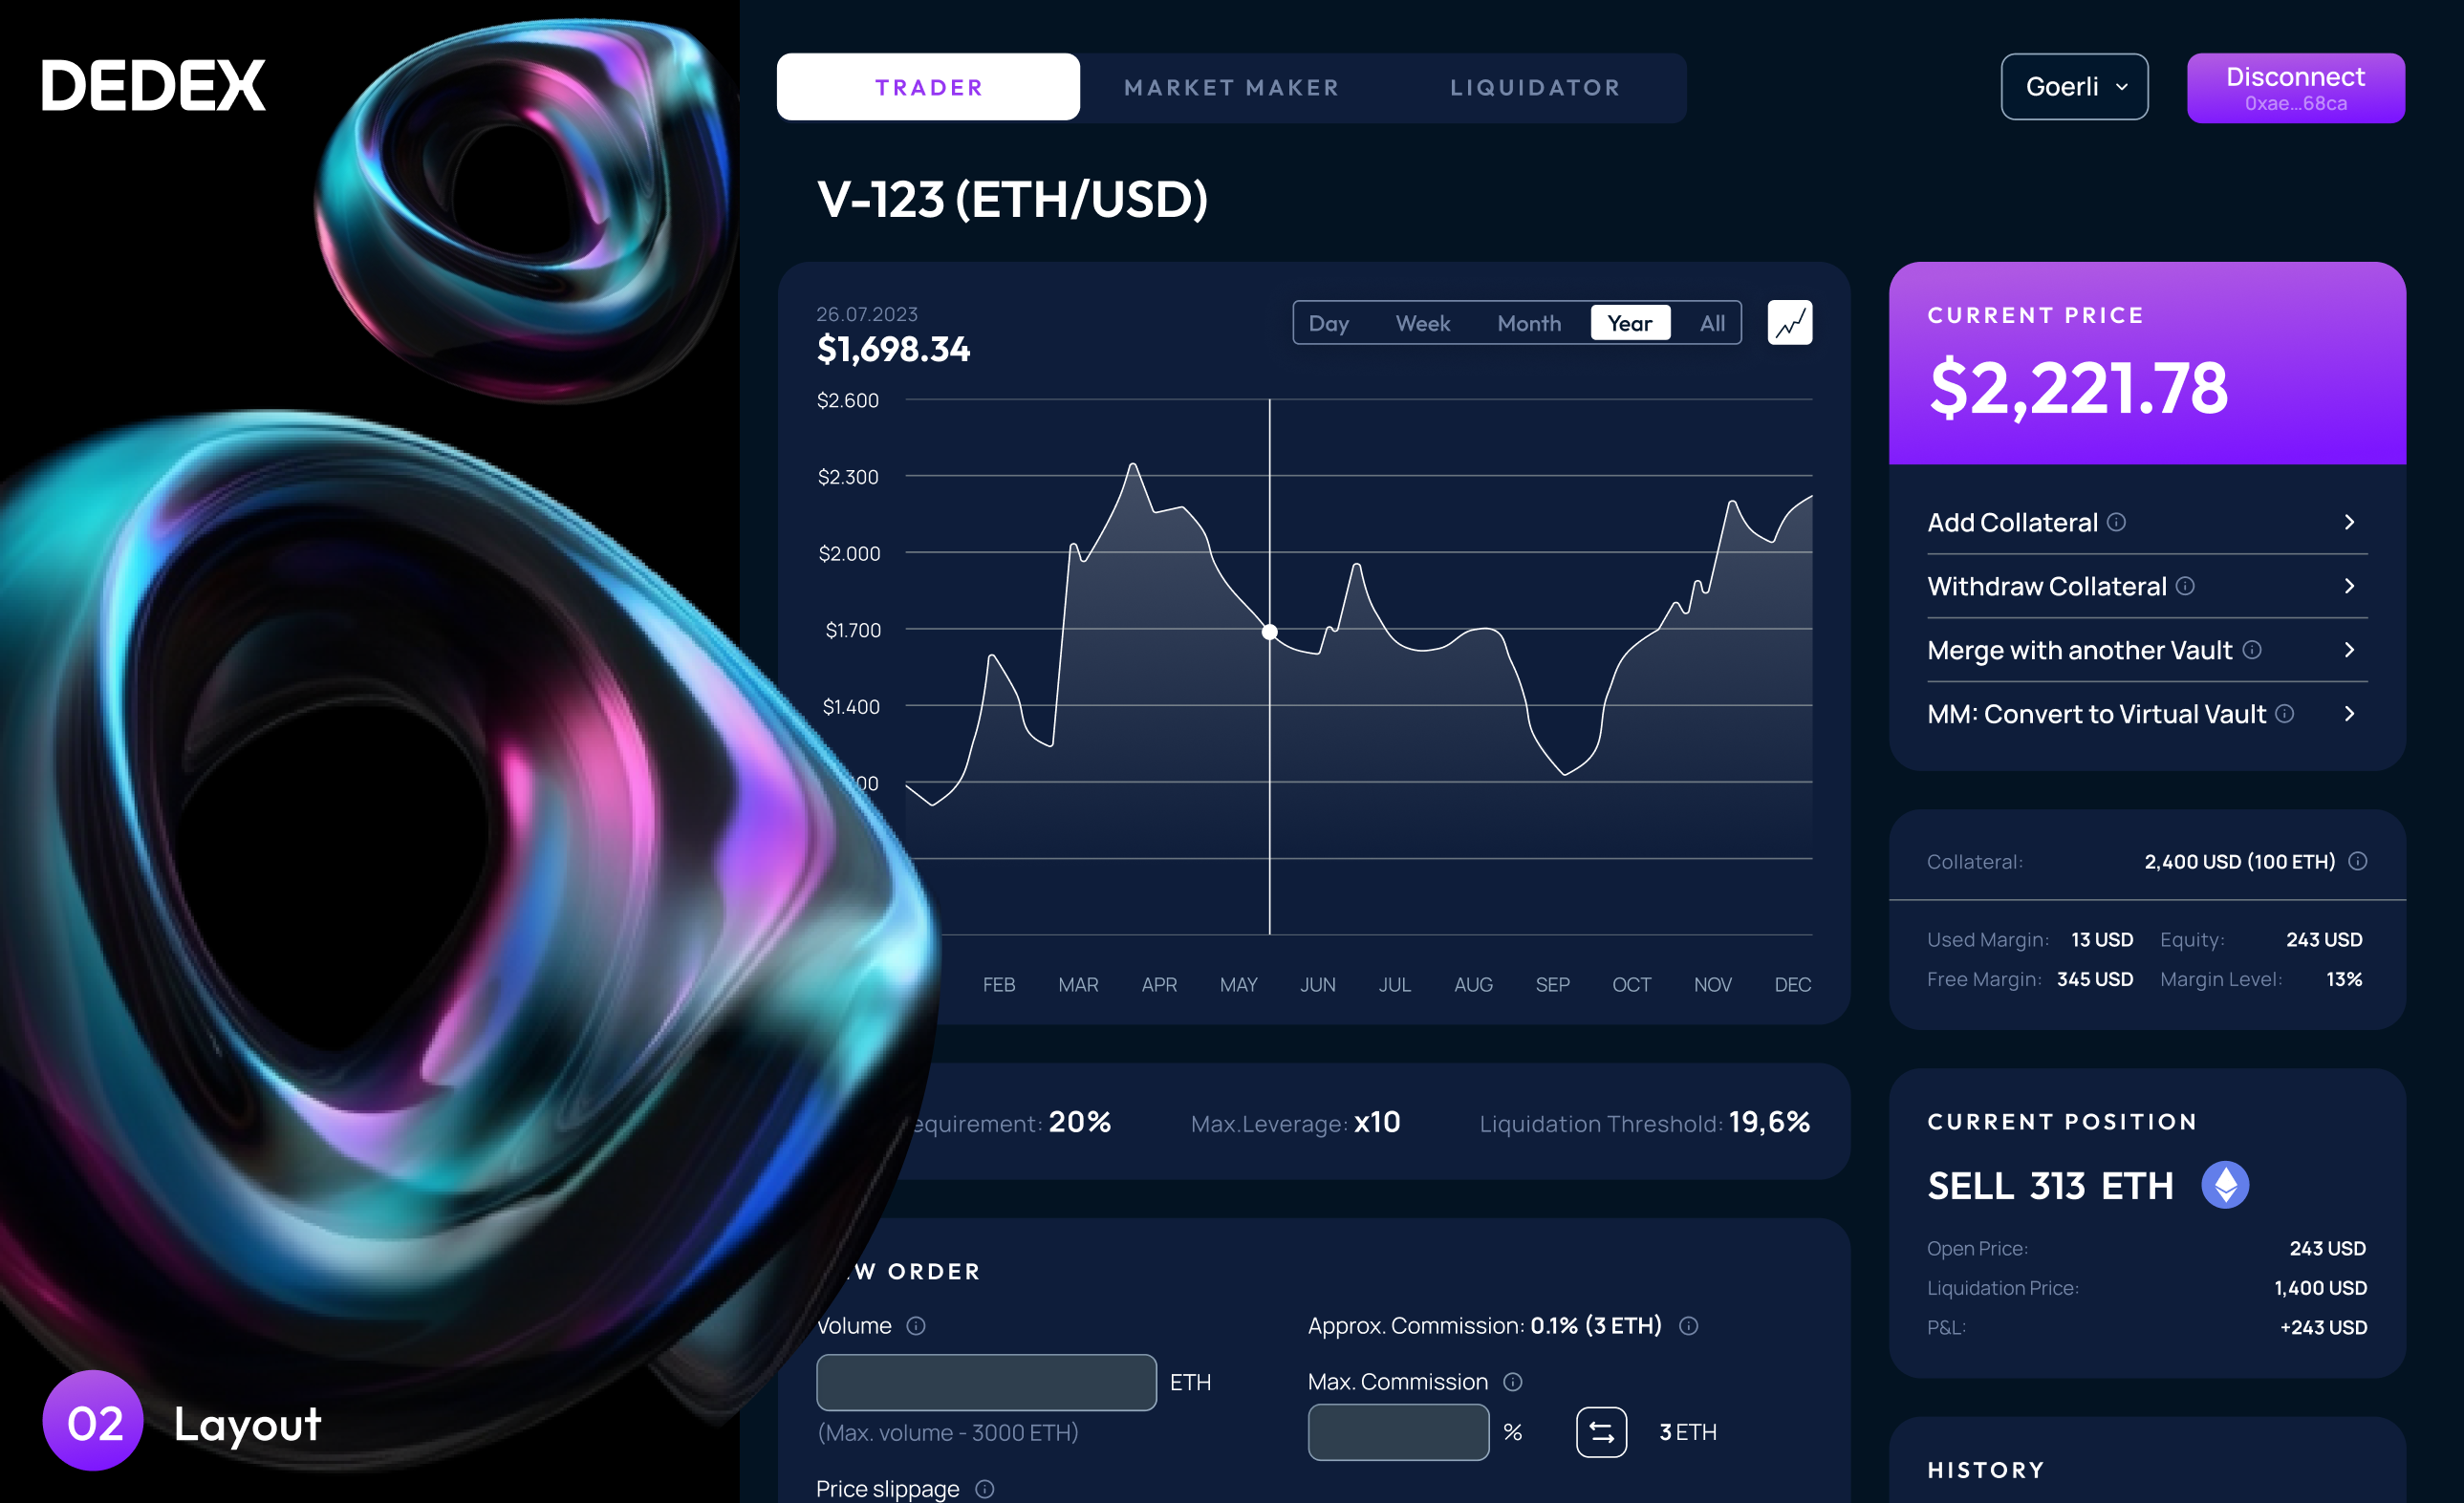 DEDEX
TRADER MARKET MAKER LIQUIDATOR
Goerli
Disconnect
0xae...68ca
V-123 (ETH/USD)
26.07.2023
$1,698.34
Day Week Month Year All
$2.600
$2.300
$2.000
$1.700
$1.400
00
FEB MAR APR MAY JUN JUL AUG SEP OCT NOV DEC
equirement: 20%
Max.Leverage: x10
Liquidation Threshold: 19,6%
W ORDER
Volume
ETH
(Max. volume - 3000 ETH)
Price slippage
Approx. Commission: 0.1% (3 ETH)
Max. Commission
%
3 ETH
CURRENT PRICE
$2,221.78
Add Collateral
Withdraw Collateral
Merge with another Vault
MM: Convert to Virtual Vault
Collateral: 2,400 USD (100 ETH)
Used Margin: 13 USD Equity: 243 USD
Free Margin: 345 USD Margin Level: 13%
CURRENT POSITION
SELL 313 ETH
Open Price: 243 USD
Liquidation Price: 1,400 USD
P&L: +243 USD
HISTORY
02 Layout